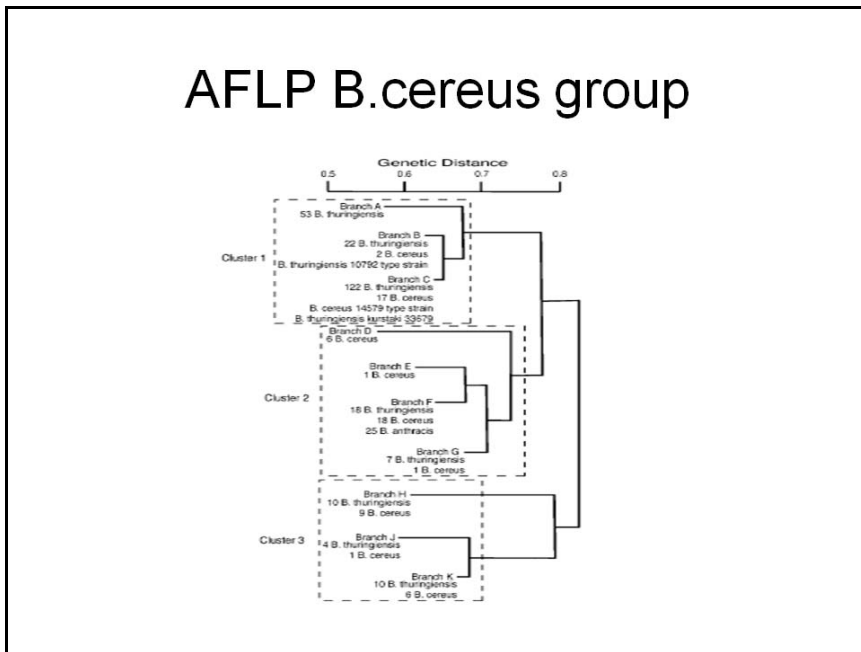 AFLP B.cereus group
Genetic Distance
0.5 0.6 0.7 0.8
Branch A
53 B. thuringiensis
Branch B
22 B. thuringiensis
2 B. cereus
B. thuringiensis 10792 type strain
Cluster 1
Branch C
122 B. thuringiensis
17 B. cereus
B. cereus 14579 type strain
B. thuringiensis kurstaki 33679
Branch D
6 B. cereus
Branch E
1 B. cereus
Cluster 2
Branch F
18 B. thuringiensis
18 B. cereus
25 B. anthracis
Branch G
7 B. thuringiensis
1 B. cereus
Branch H
10 B. thuringiensis
9 B. cereus
Cluster 3
Branch J
4 B. thuringiensis
1 B. cereus
Branch K
10 B. thuringiensis
6 B. cereus